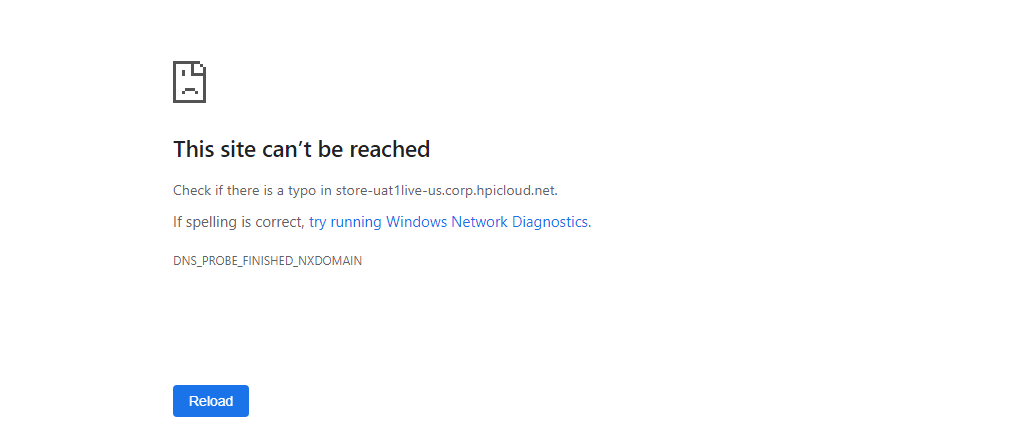 This site can’t be reached
Check if there is a typo in store-uat1live-us.corp.hpicloud.net.
If spelling is correct, try running Windows Network Diagnostics.
DNS_PROBE_FINISHED_NXDOMAIN
Reload